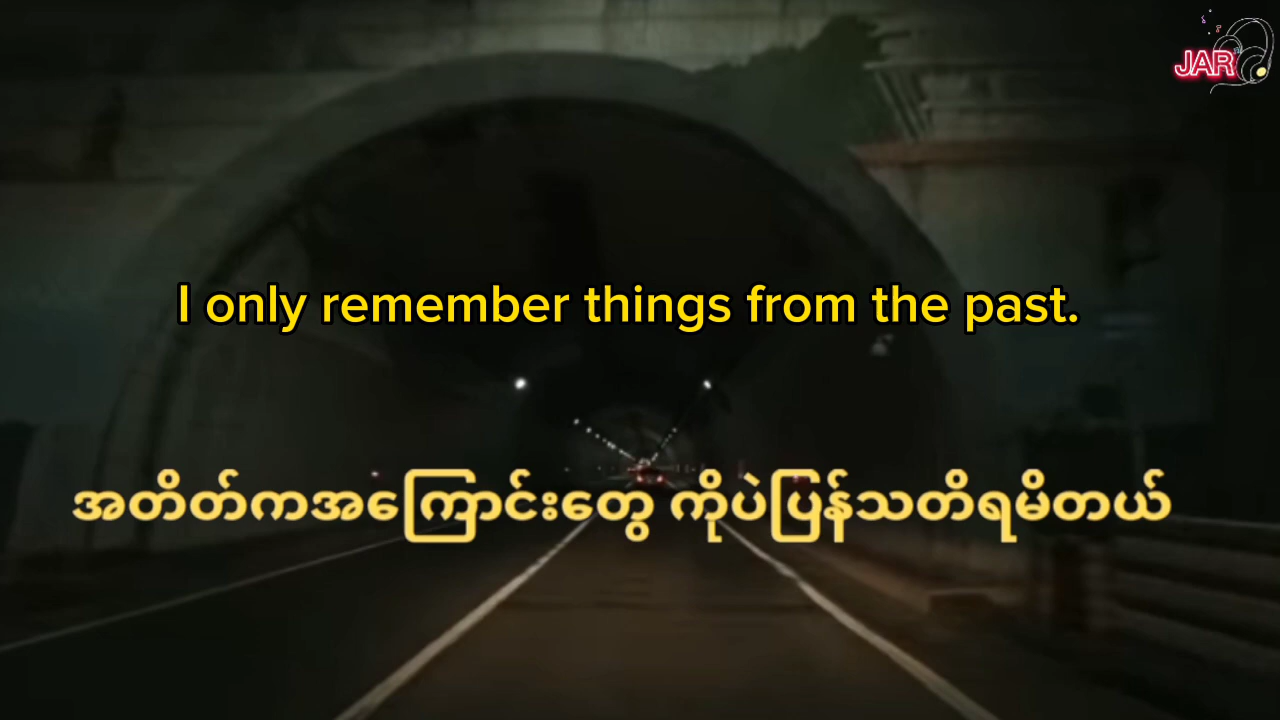 JAR
I only remember things from the past.
အတိတ်ကအကြောင်းတွေ ကိုပဲပြန်သတိရမိတယ်